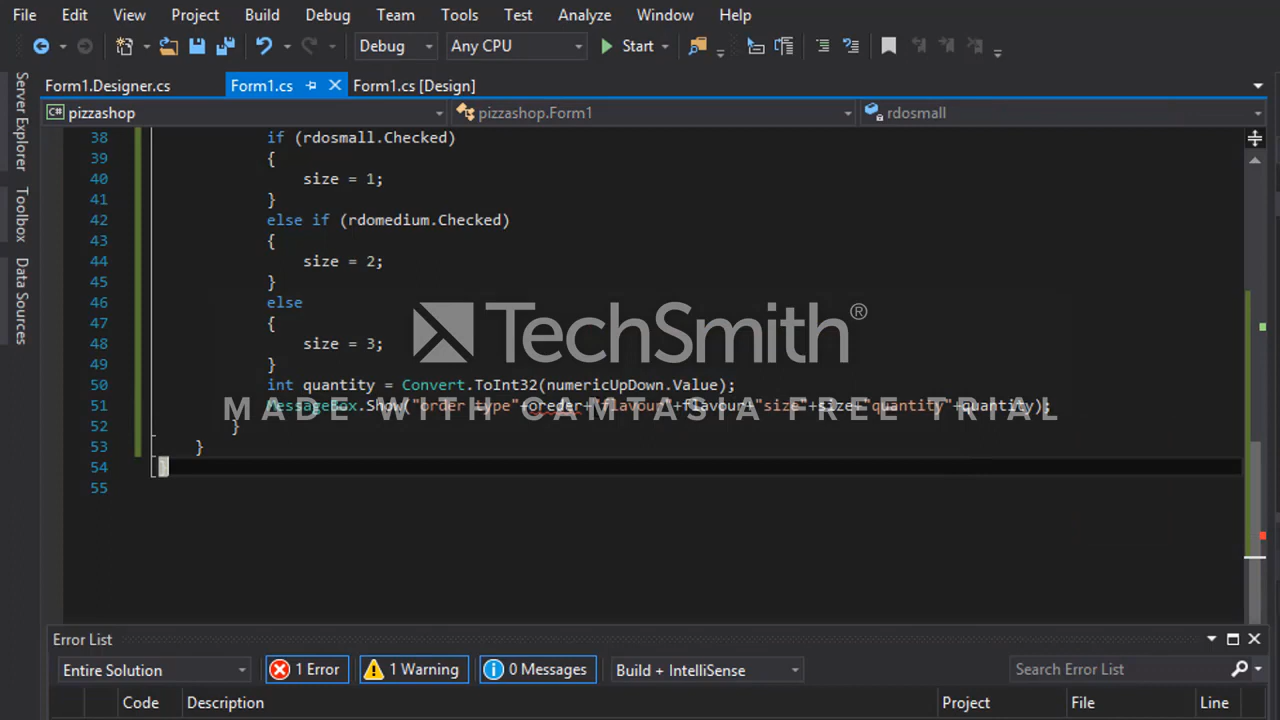 File Edit View Project Build Debug Team Tools Test Analyze Window Help
Debug Any CPU Start
Form1.Designer.cs Form1.cs Form1.cs [Design]
C# pizzashop pizzashop.Form1 rdosmall
Server Explorer
Toolbox
Data Sources
38 if (rdosmall.Checked)
39 {
40 size = 1;
41 }
42 else if (rdomedium.Checked)
43 {
44 size = 2;
45 }
46 else
47 {
48 size = 3;
49 }
50 int quantity = Convert.ToInt32(numericUpDown.Value);
51 MessageBox.Show("order type"+oreder+"flavour"+flavour+"size"+size+"quantity"+quantity);
52 }
53 }
54 }
55
TechSmith®
MADE WITH CAMTASIA FREE TRIAL
Error List
Entire Solution 1 Error 1 Warning 0 Messages Build + IntelliSense Search Error List
Code Description Project File Line